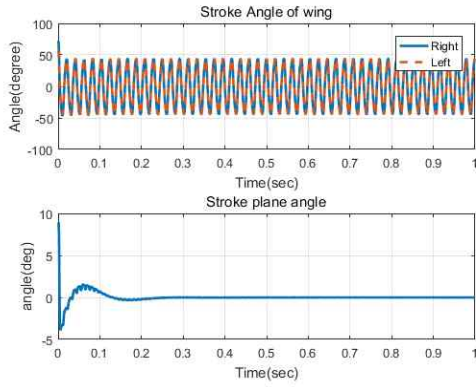 Stroke Angle of wing
Angle(degree)
100
50
0
-50
-100
Right
Left
0 0.1 0.2 0.3 0.4 0.5 0.6 0.7 0.8 0.9 1
Time(sec)
Stroke plane angle
angle(deg)
10
5
0
-5
0 0.1 0.2 0.3 0.4 0.5 0.6 0.7 0.8 0.9 1
Time(sec)